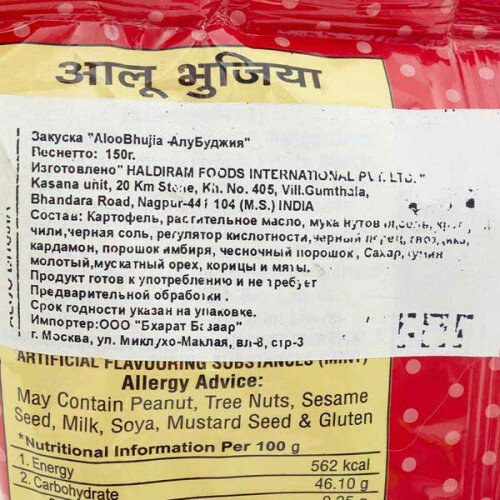 आलू भुजिया
Закуска "AlooBhujia -АлуБуджия"
Веснетто: 150г.
Изготовлено" HALDIRAM FOODS INTERNATIONAL PVT. LTD."
Kasana unit, 20 Km Stone, Kh. No. 405, Vill.Gumthala,
Bhandara Road, Nagpur-441 104 (M.S.) INDIA
Состав: Картофель, растительное масло, мука нутовя,соль,
чили,черная соль, регулятор кислотности,черный перец, гвоздика,
кардамон, порошок имбиря, чесночный порошок, Сахар,
молотый,мускатный орех, корицы и мяты.
Продукт готов к употреблению и не требует
Предварительной обработки.
Срок годности указан на упаковке.
Импортер:ООО "Бхарат Базаар"
г. Москва, ул. Миклухо-Маклая, вл-8, стр-3
ARTIFICIAL FLAVOURING SUBSTANCES (MINT)
Allergy Advice:
May Contain Peanut, Tree Nuts, Sesame
Seed, Milk, Soya, Mustard Seed & Gluten
*Nutritional Information Per 100 g
1. Energy 562 kcal
2. Carbohydrate 46.10 g